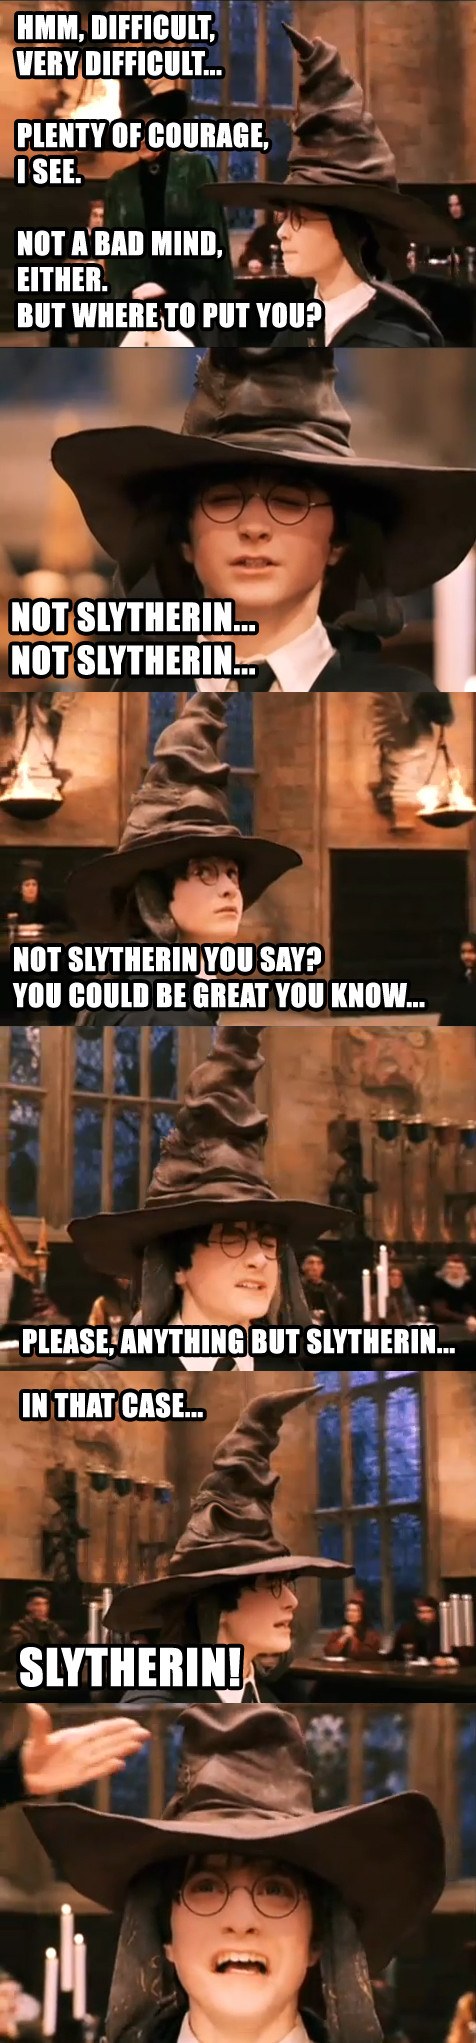 HMM, DIFFICULT,
VERY DIFFICULT...
PLENTY OF COURAGE,
I SEE.
NOT A BAD MIND,
EITHER.
BUT WHERE TO PUT YOU?
NOT SLYTHERIN...
NOT SLYTHERIN...
NOT SLYTHERIN YOU SAY?
YOU COULD BE GREAT YOU KNOW...
PLEASE, ANYTHING BUT SLYTHERIN...
IN THAT CASE...
SLYTHERIN!